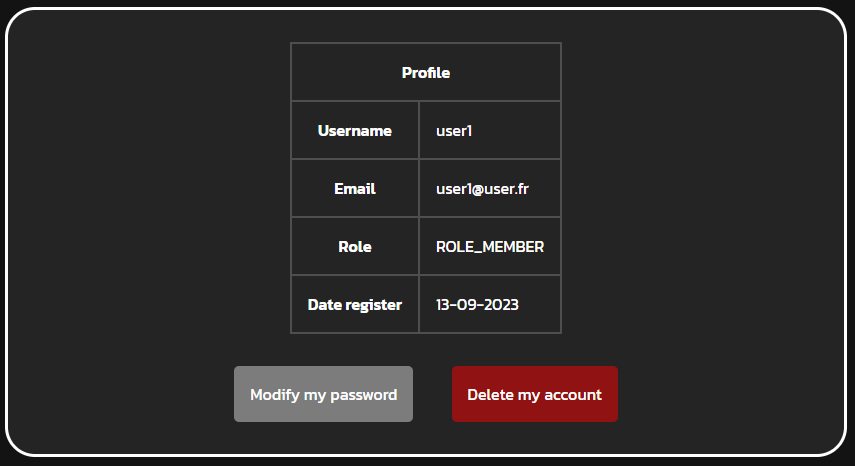 Profile
Username user1
Email user1@user.fr
Role ROLE_MEMBER
Date register 13-09-2023
Modify my password Delete my account